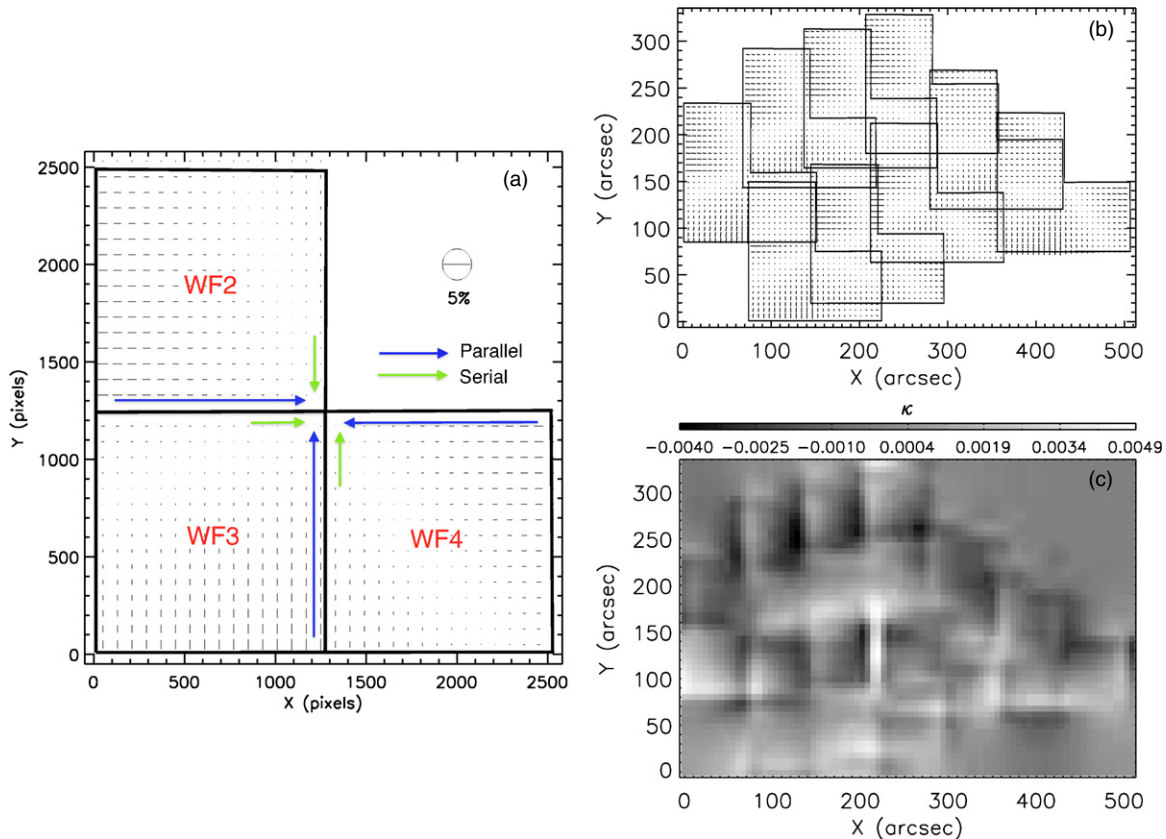 (a)
2500
2000
1500
1000
500
0
Y (pixels)
WF2
5%
Parallel
Serial
WF3
WF4
0 500 1000 1500 2000 2500
X (pixels)
(b)
300
250
200
150
100
50
0
Y (arcsec)
0 100 200 300 400 500
X (arcsec)
κ
−0.0040 −0.0025 −0.0010 0.0004 0.0019 0.0034 0.0049
(c)
300
250
200
150
100
50
0
Y (arcsec)
0 100 200 300 400 500
X (arcsec)